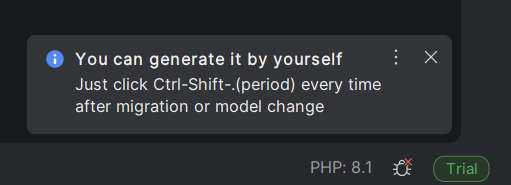 You can generate it by yourself
Just click Ctrl-Shift-.(period) every time
after migration or model change
PHP: 8.1
Trial